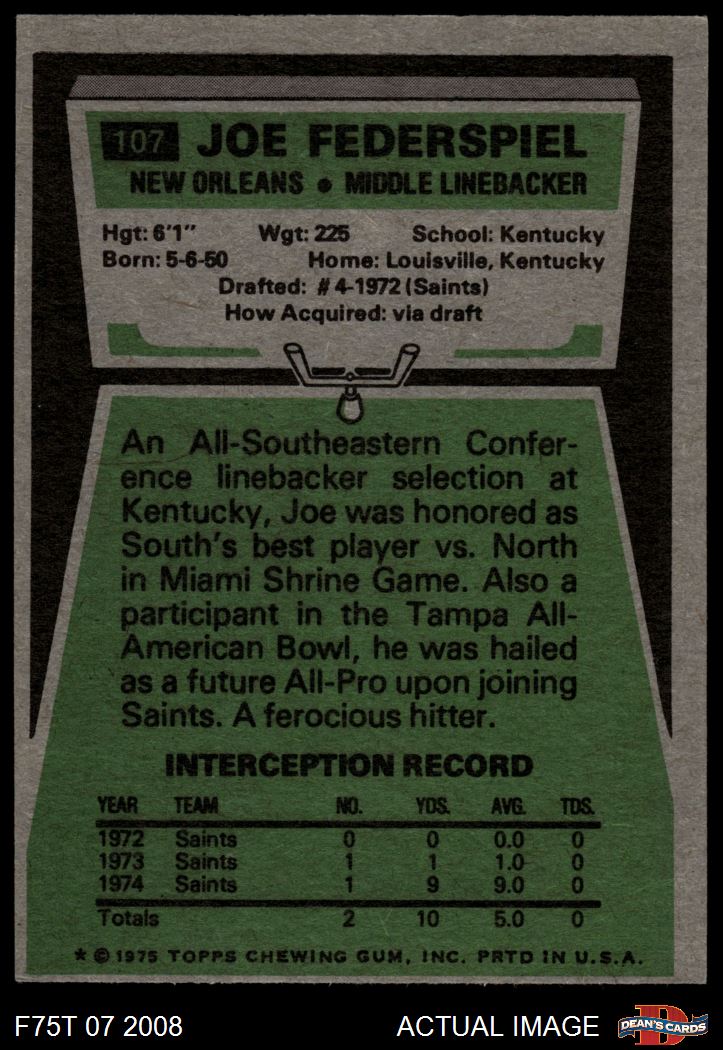 107 JOE FEDERSPIEL
NEW ORLEANS • MIDDLE LINEBACKER
Hgt: 6'1" Wgt: 225 School: Kentucky
Born: 5-6-50 Home: Louisville, Kentucky
Drafted: #4-1972 (Saints)
How Acquired: via draft
An All-Southeastern Confer-
ence linebacker selection at
Kentucky, Joe was honored as
South's best player vs. North
in Miami Shrine Game. Also a
participant in the Tampa All-
American Bowl, he was hailed
as a future All-Pro upon joining
Saints. A ferocious hitter.
INTERCEPTION RECORD
YEAR TEAM NO. YDS. AVG. TDS.
1972 Saints 0 0 0.0 0
1973 Saints 1 1 1.0 0
1974 Saints 1 9 9.0 0
Totals 2 10 5.0 0
* © 1975 TOPPS CHEWING GUM, INC. PRTD IN U.S.A.
F75T 07 2008 ACTUAL IMAGE D DEAN'S CARDS